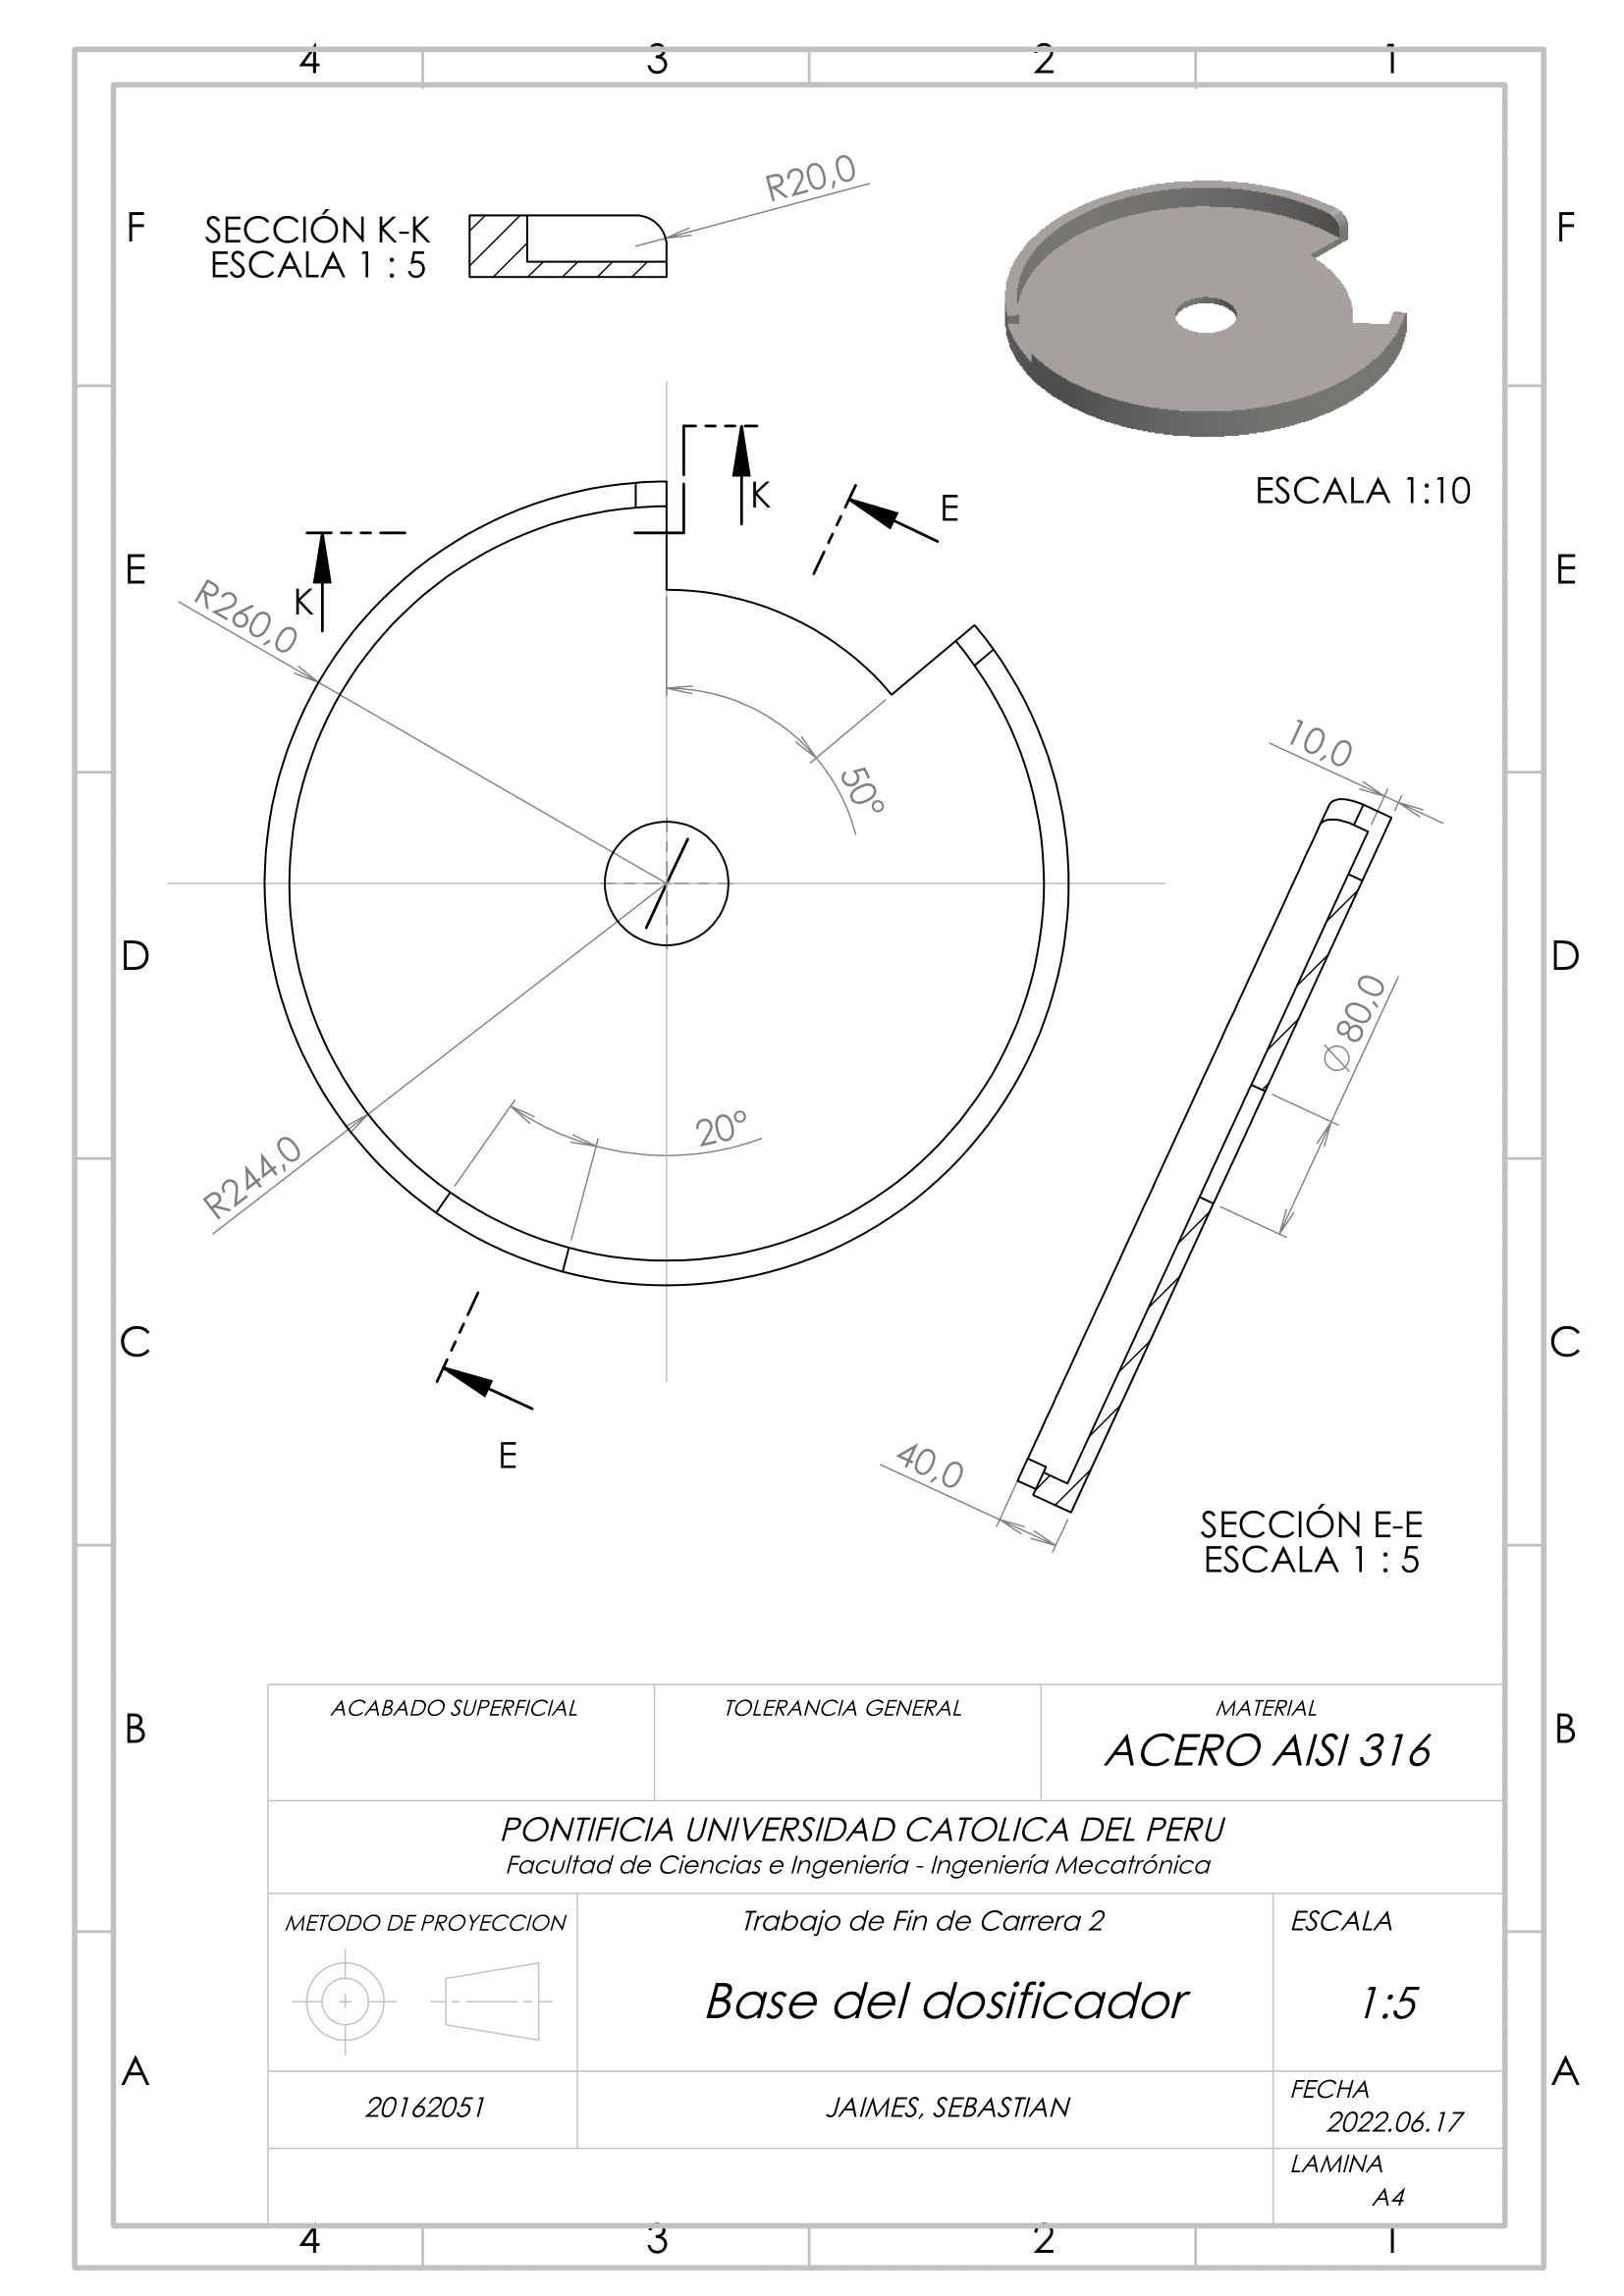 4 3 2 1
F F
SECCIÓN K-K
ESCALA 1 : 5
R20,0
ESCALA 1:10
K
K
E
E E
R260,0
50°
10,0
D D
Ø 80,0
20°
R244,0
C C
E
40,0
SECCIÓN E-E
ESCALA 1 : 5
B B
ACABADO SUPERFICIAL
TOLERANCIA GENERAL
MATERIAL
ACERO AISI 316
PONTIFICIA UNIVERSIDAD CATOLICA DEL PERU
Facultad de Ciencias e Ingeniería - Ingeniería Mecatrónica
METODO DE PROYECCION
Trabajo de Fin de Carrera 2
Base del dosificador
ESCALA
1:5
A A
20162051
JAIMES, SEBASTIAN
FECHA
2022.06.17
LAMINA
A4
4 3 2 1